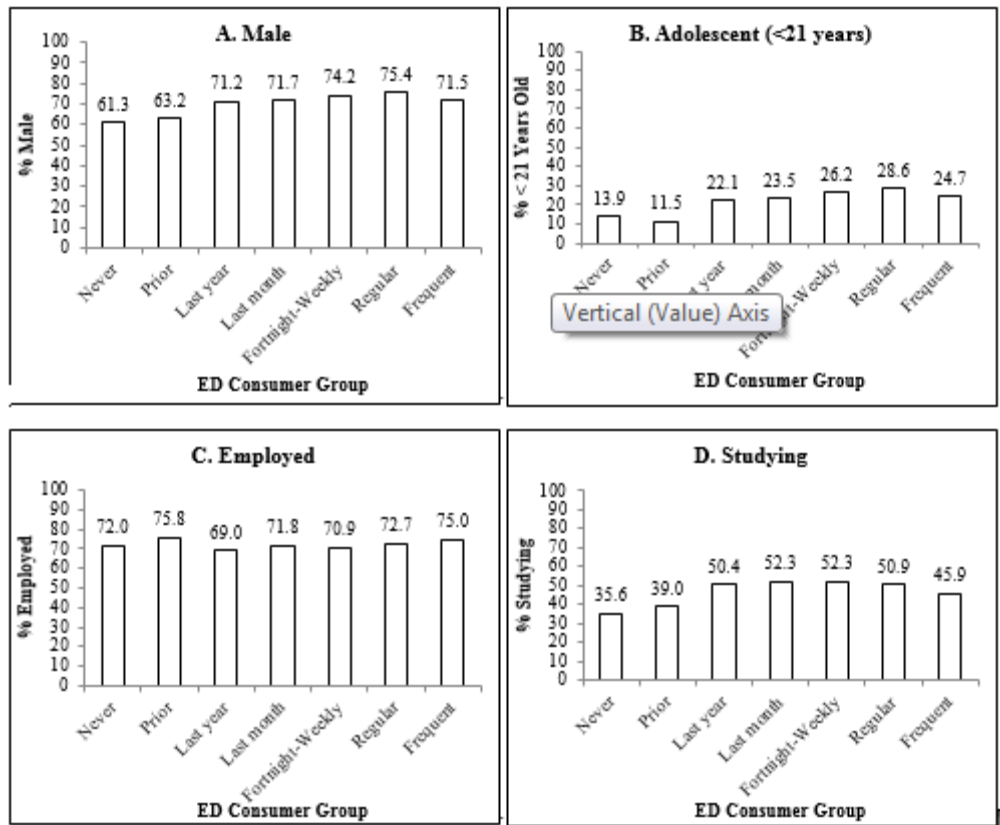 A. Male
% Male
100
90
80
70
60
50
40
30
20
10
0
61.3 63.2 71.2 71.7 74.2 75.4 71.5
Never Prior Last year Last month Fortnight-Weekly Regular Frequent
ED Consumer Group
B. Adolescent (<21 years)
% < 21 Years Old
100
90
80
70
60
50
40
30
20
10
0
13.9 11.5 22.1 23.5 26.2 28.6 24.7
Never Prior year month Regular Frequent
Vertical (Value) Axis
ED Consumer Group
C. Employed
% Employed
100
90
80
70
60
50
40
30
20
10
0
72.0 75.8 69.0 71.8 70.9 72.7 75.0
Never Prior Last year Last month Fortnight-Weekly Regular Frequent
ED Consumer Group
D. Studying
% Studying
100
90
80
70
60
50
40
30
20
10
0
35.6 39.0 50.4 52.3 52.3 50.9 45.9
Never Prior Last year Last month Fortnight-Weekly Regular Frequent
ED Consumer Group